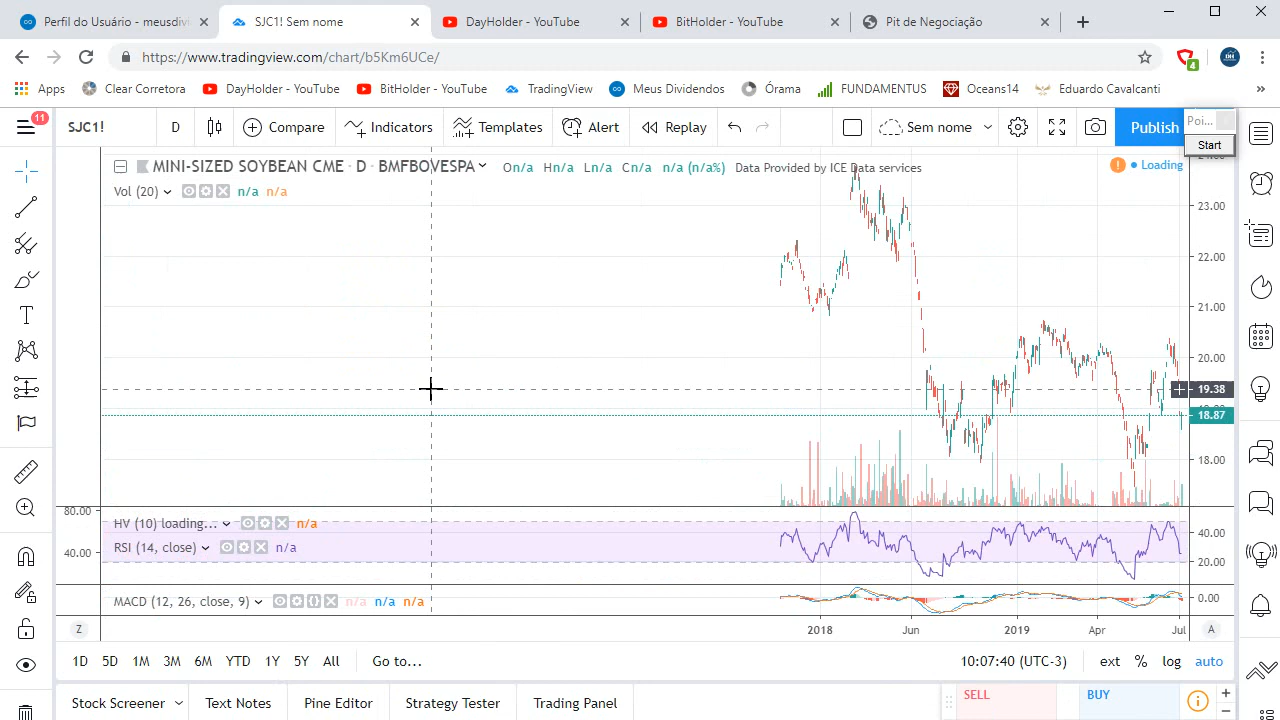 Perfil do Usuário - meusdivi
SJC1! Sem nome
DayHolder - YouTube
BitHolder - YouTube
Pit de Negociação
https://www.tradingview.com/chart/b5Km6UCe/
4
Apps
Clear Corretora
DayHolder - YouTube
BitHolder - YouTube
TradingView
Meus Dividendos
Órama
FUNDAMENTUS
Oceans14
Eduardo Cavalcanti
»
11
SJC1!
D
Compare
Indicators
Templates
Alert
Replay
Sem nome
Publish
Poi...
Start
MINI-SIZED SOYBEAN CME · D · BMFBOVESPA
On/a Hn/a Ln/a Cn/a n/a (n/a%) Data Provided by ICE Data services
Loading
Vol (20) n/a n/a
23.00
22.00
21.00
20.00
19.38
18.87
18.00
80.00
HV (10) loading... n/a
40.00
RSI (14, close) n/a
40.00
20.00
MACD (12, 26, close, 9) n/a n/a n/a
0.00
Z
2018 Jun 2019 Apr Jul
A
1D 5D 1M 3M 6M YTD 1Y 5Y All Go to...
10:07:40 (UTC-3) ext % log auto
Stock Screener Text Notes Pine Editor Strategy Tester Trading Panel
SELL BUY